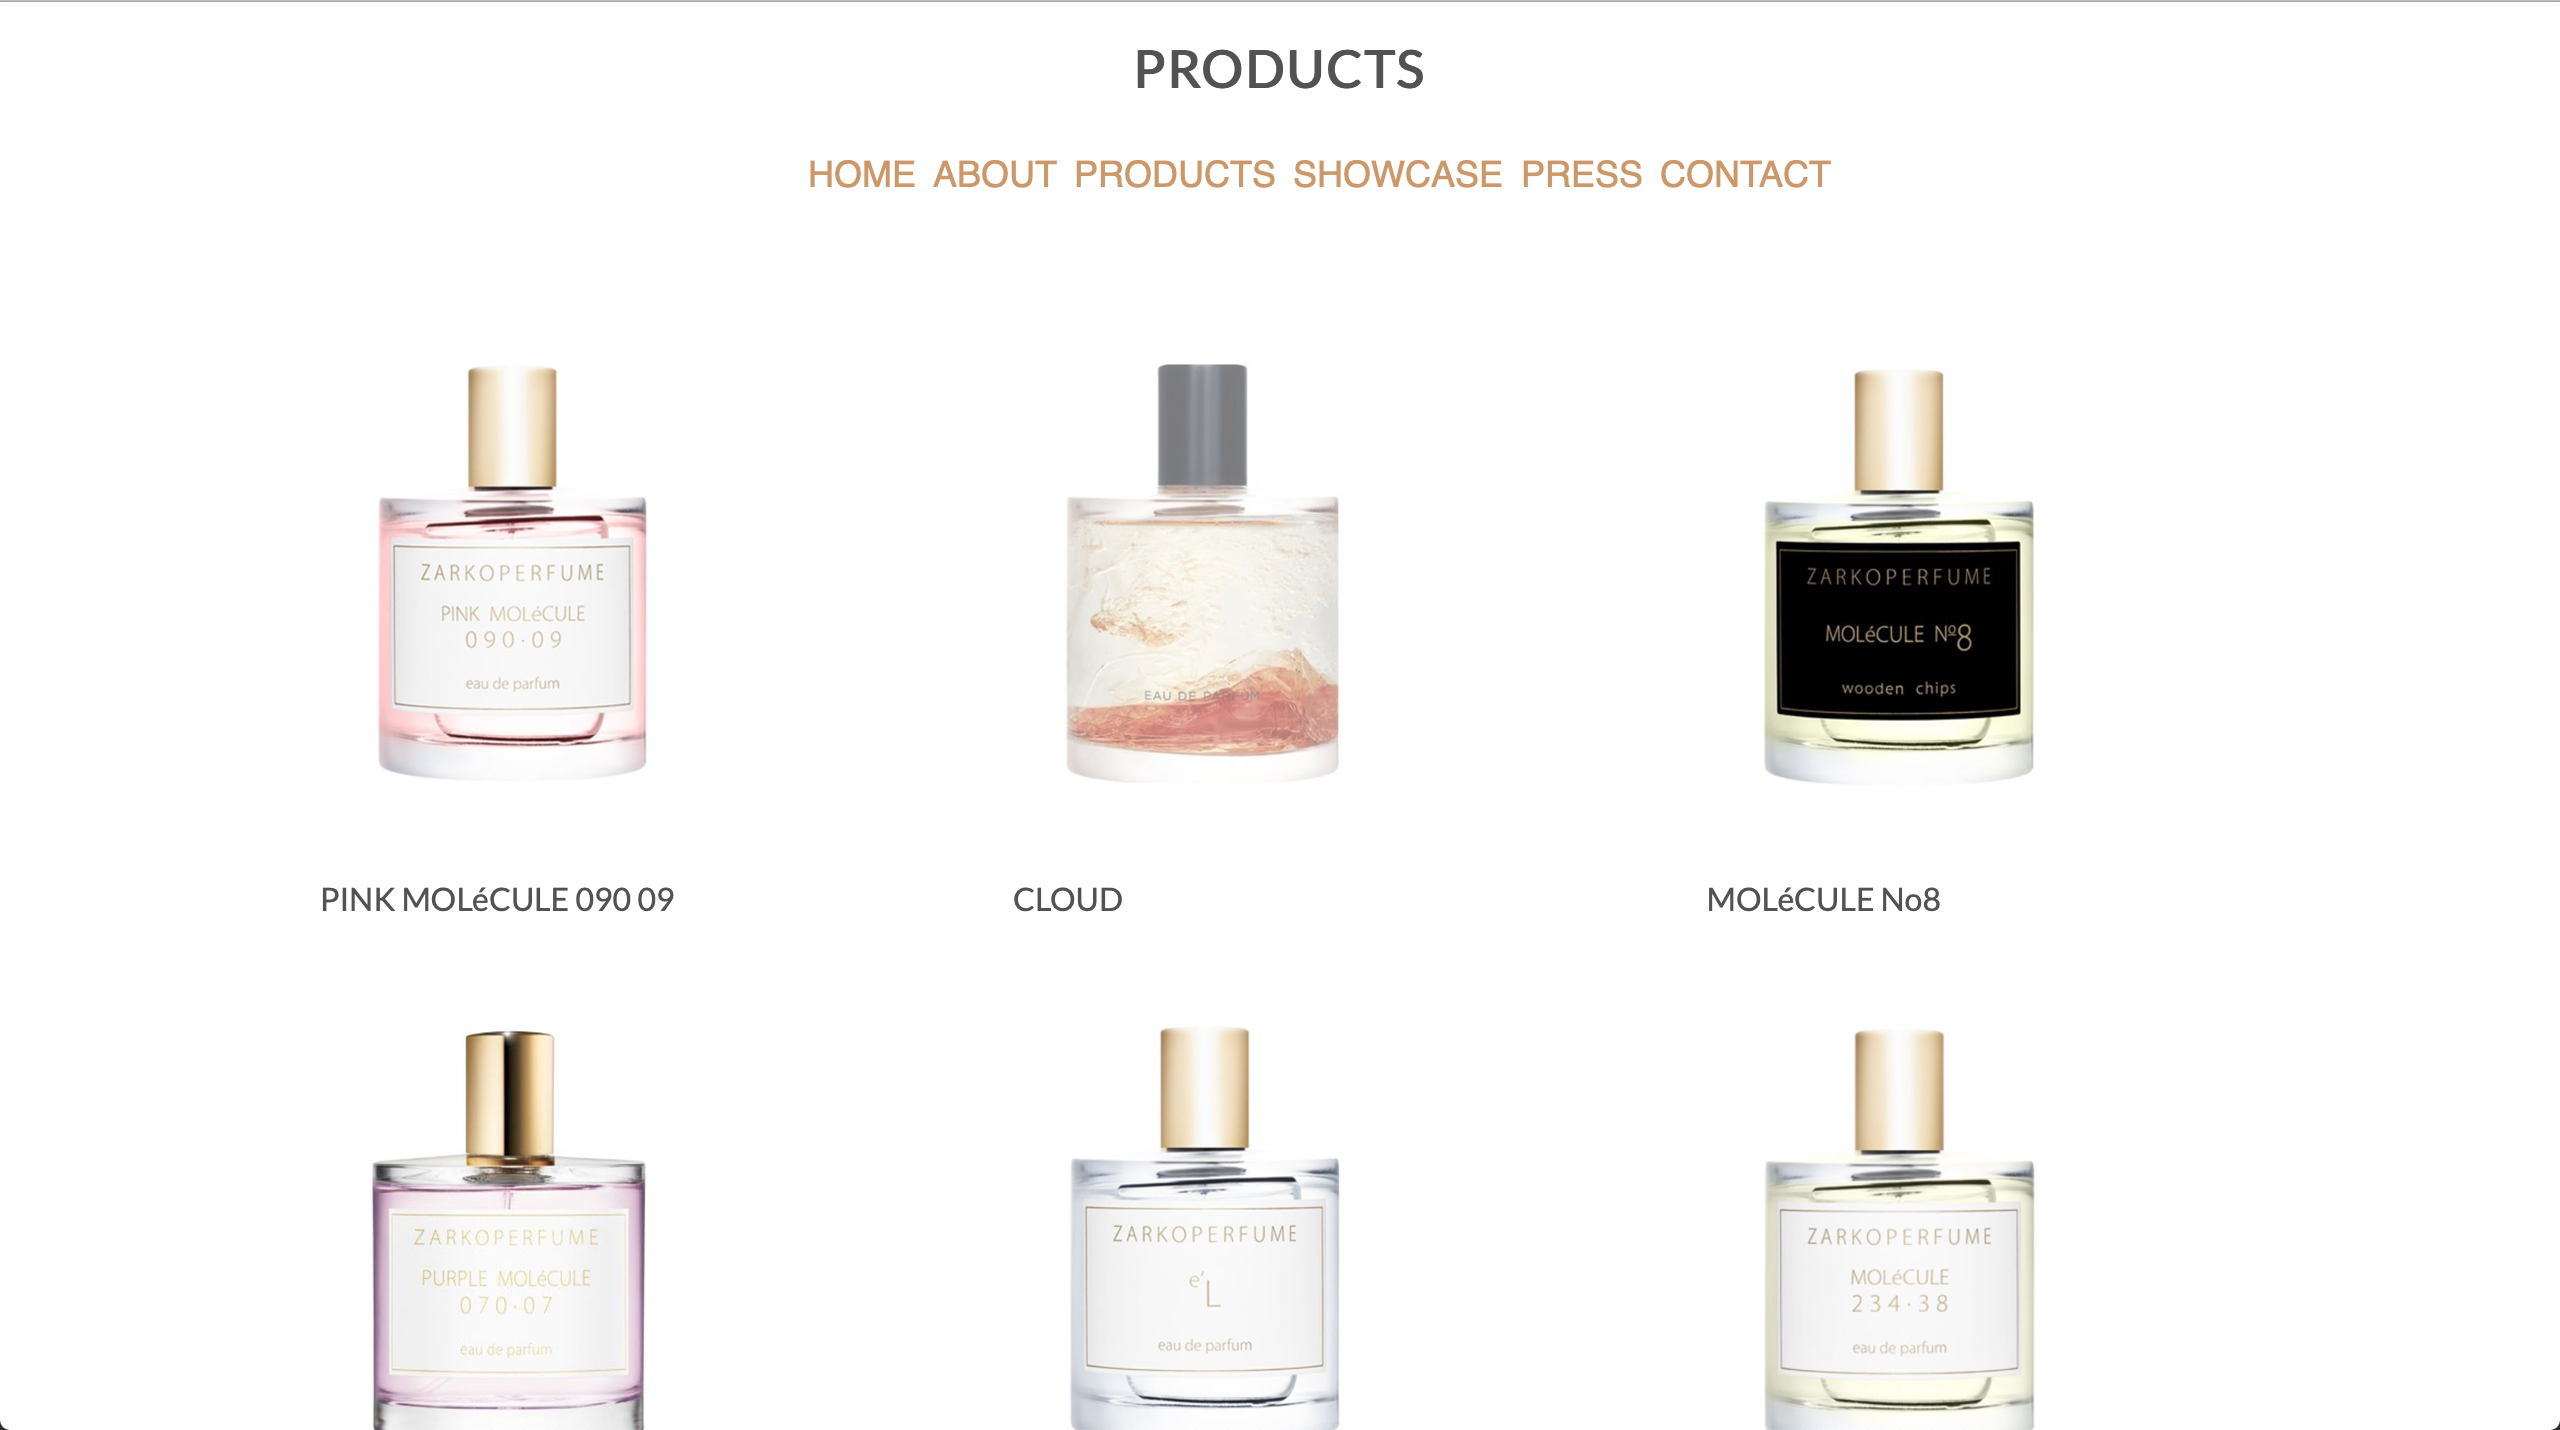 PRODUCTS
HOME ABOUT PRODUCTS SHOWCASE PRESS CONTACT
ZARKOPERFUME
PINK MOLéCULE
090·09
eau de parfum
EAU DE PARFUM
ZARKOPERFUME
MOLéCULE Nº8
wooden chips
PINK MOLéCULE 090 09
CLOUD
MOLéCULE No8
ZARKOPERFUME
PURPLE MOLéCULE
070·07
eau de parfum
ZARKOPERFUME
e'L
eau de parfum
ZARKOPERFUME
MOLéCULE
234·38
eau de parfum